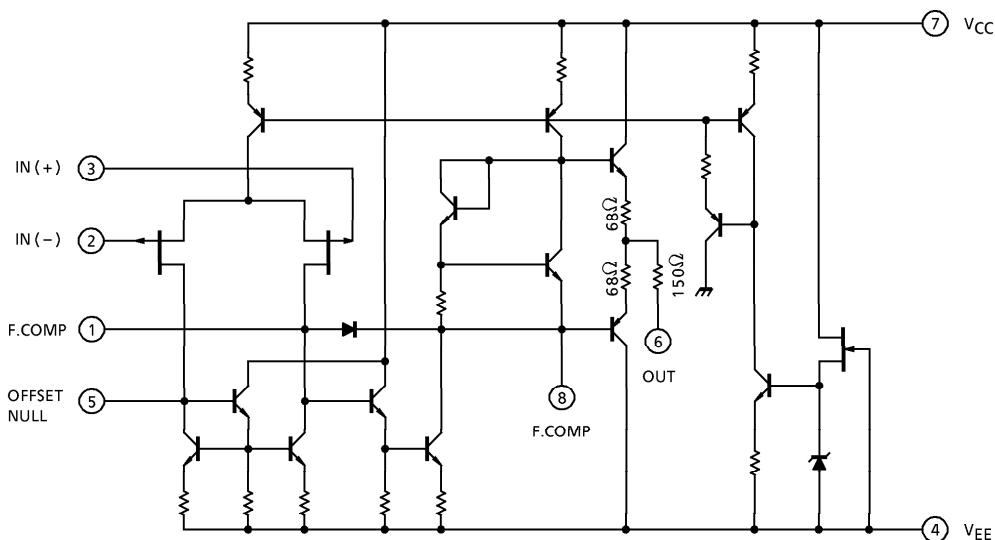 7 VCC
IN (+) 3
IN (−) 2
68Ω
68Ω
150Ω
F.COMP 1
6
OUT
OFFSET
NULL
5
8
F.COMP
4 VEE